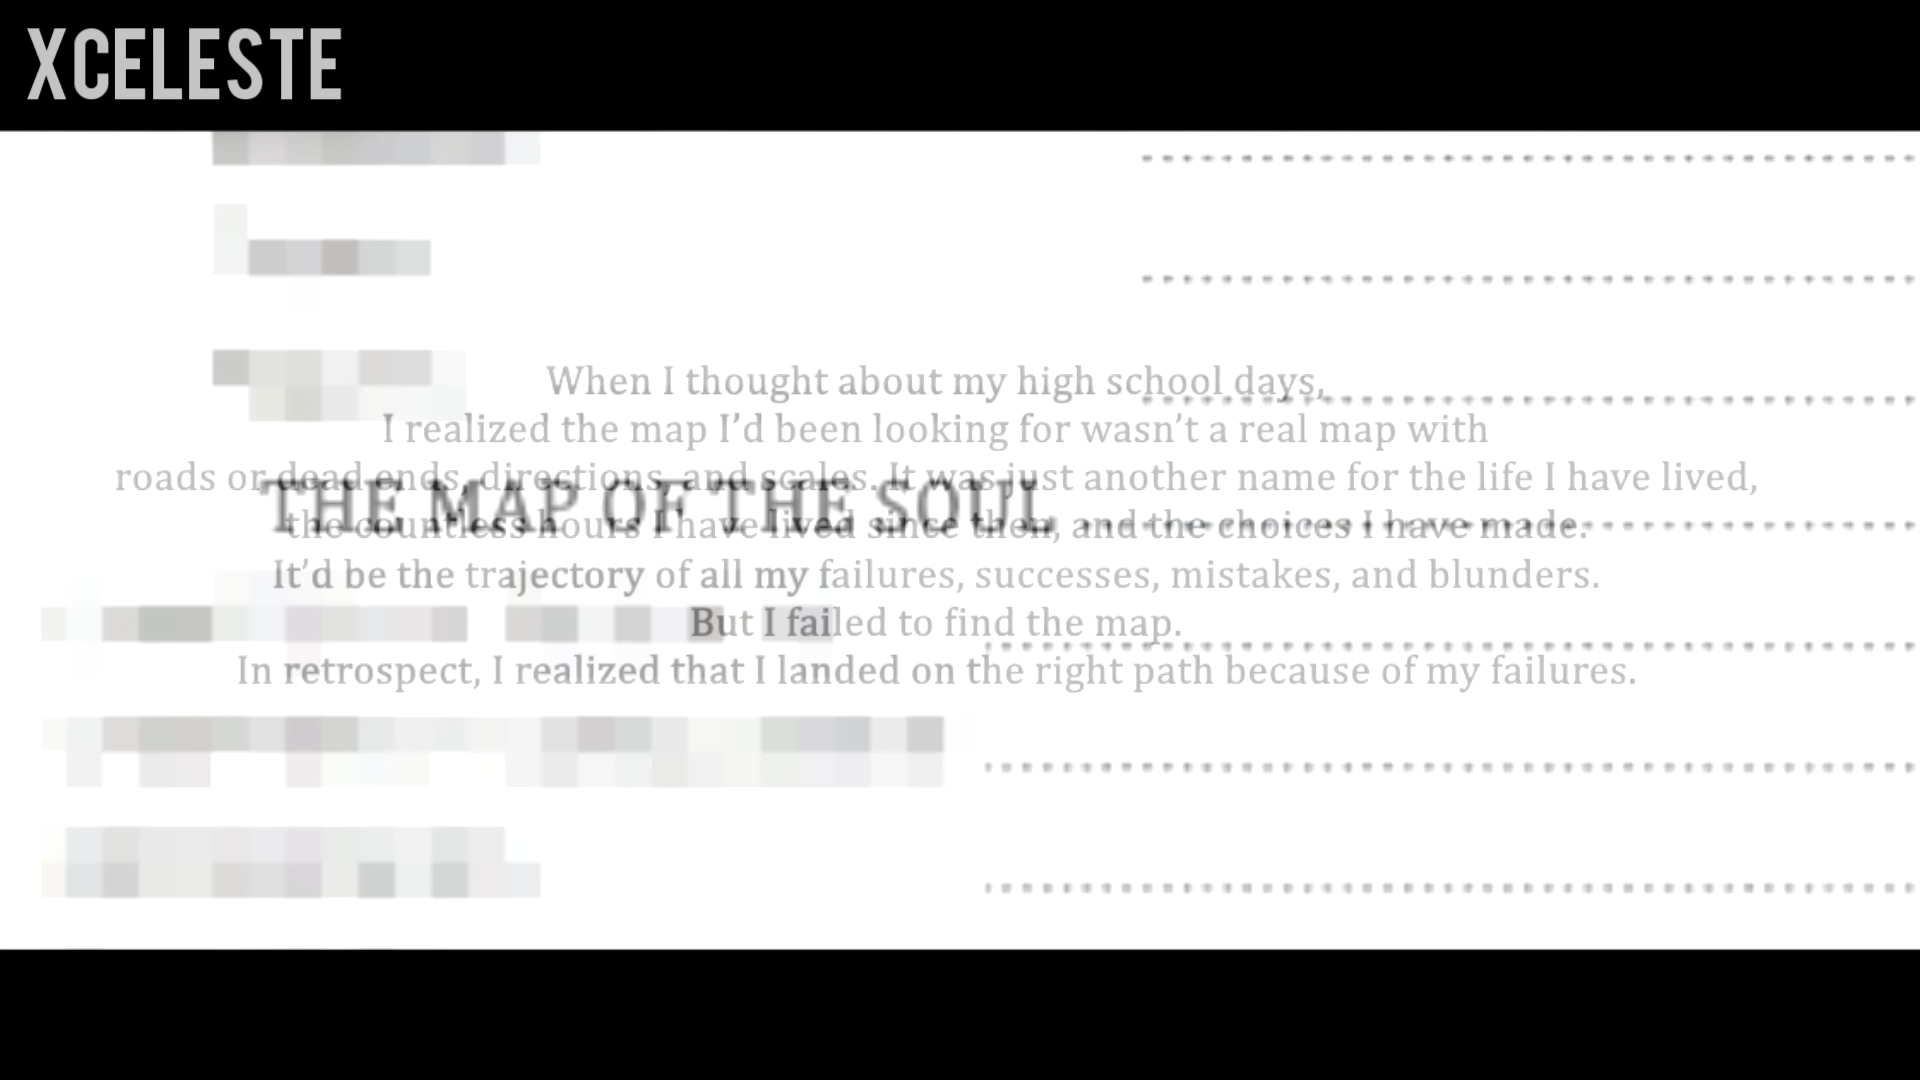 XCELESTE
When I thought about my high school days,
I realized the map I’d been looking for wasn’t a real map with
roads or dead ends, directions, and scales. It was just another name for the life I have lived,
THE MAP OF THE SOUL
the countless hours I have lived since then, and the choices I have made.
It’d be the trajectory of all my failures, successes, mistakes, and blunders.
But I failed to find the map.
In retrospect, I realized that I landed on the right path because of my failures.